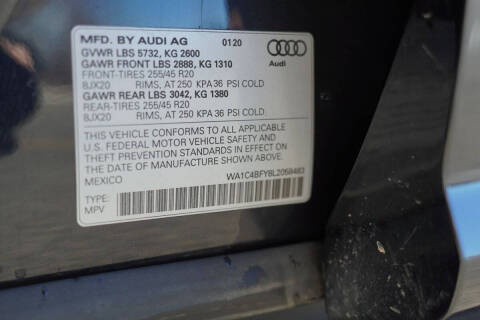 MFD. BY AUDI AG 0120
GVWR LBS 5732, KG 2600
GAWR FRONT LBS 2888, KG 1310
FRONT-TIRES 255/45 R20
8JX20 RIMS, AT 250 KPA 36 PSI COLD
GAWR REAR LBS 3042, KG 1380
REAR-TIRES 255/45 R20
8JX20 RIMS, AT 250 KPA 36 PSI COLD
Audi
THIS VEHICLE CONFORMS TO ALL APPLICABLE
U.S. FEDERAL MOTOR VEHICLE SAFETY AND
THEFT PREVENTION STANDARDS IN EFFECT ON
THE DATE OF MANUFACTURE SHOWN ABOVE
MEXICO WA1C4BFY8L2059483
TYPE:
MPV